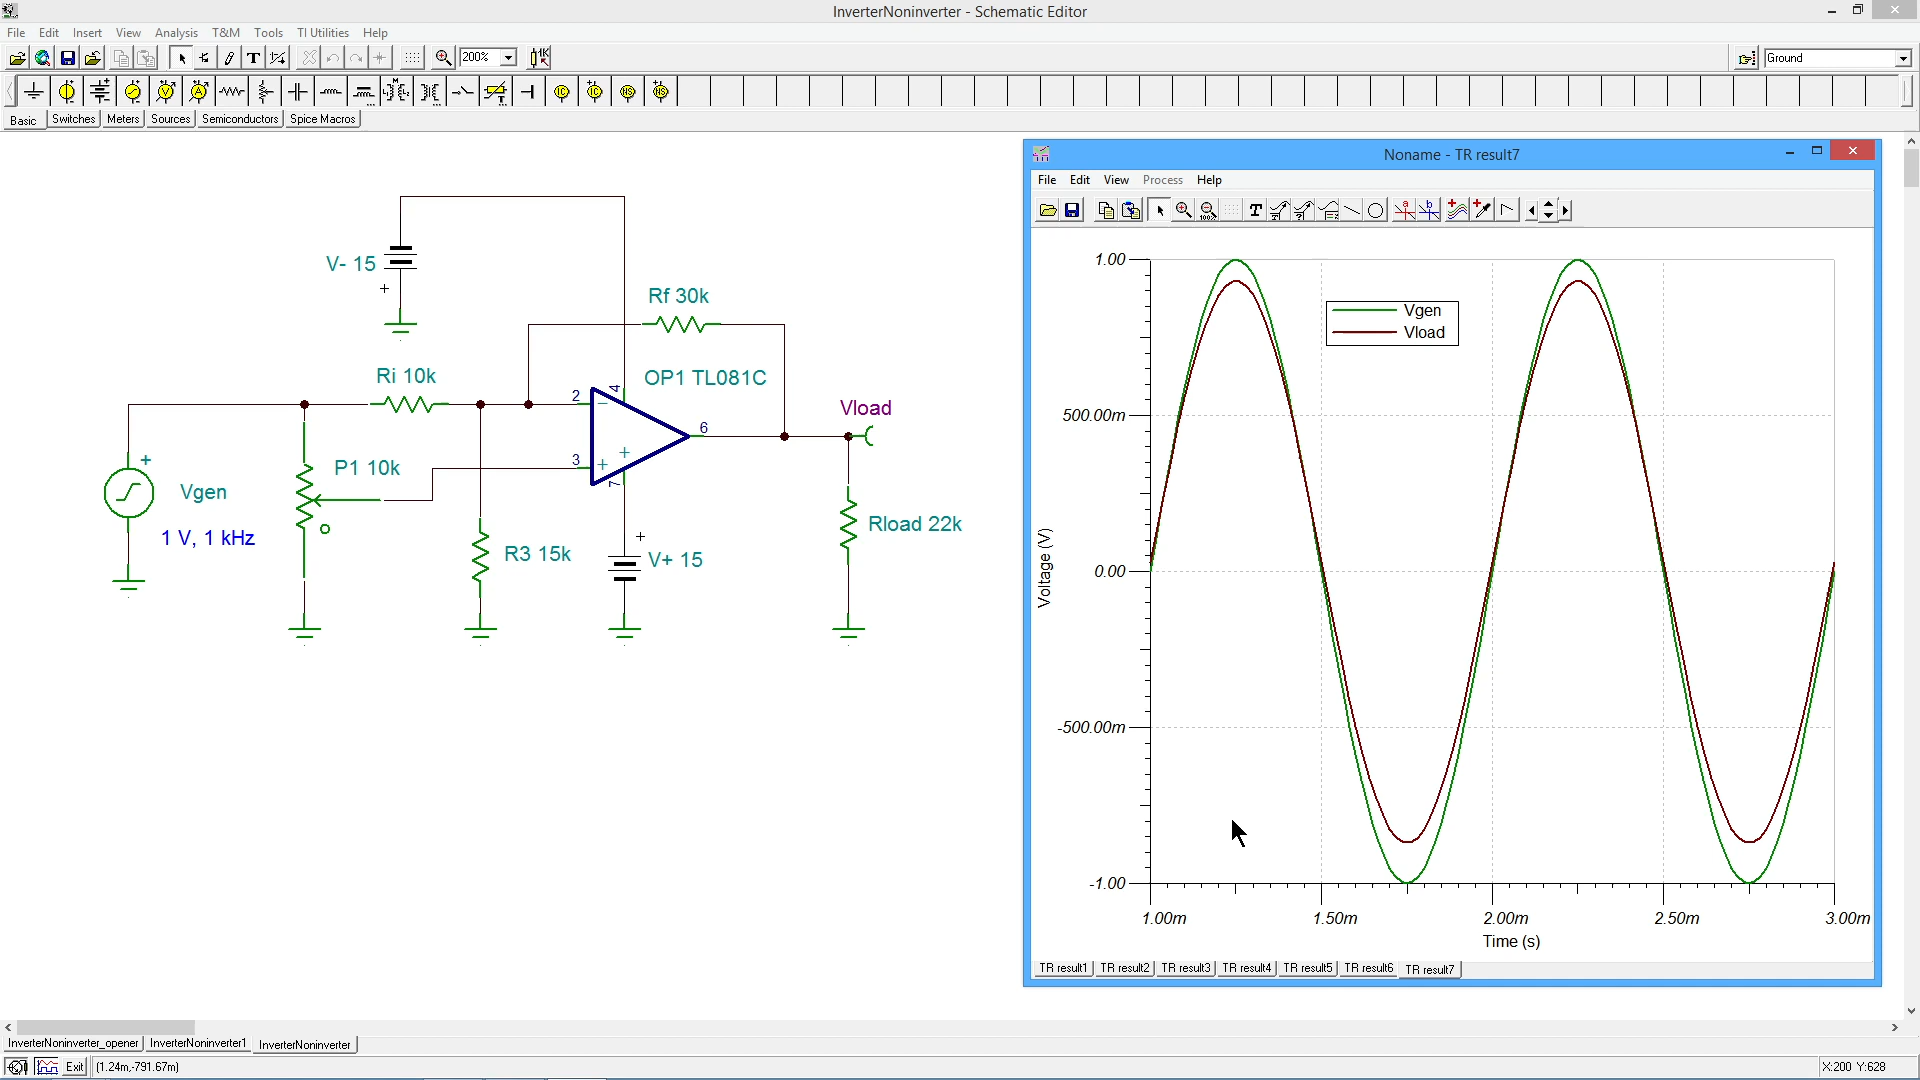 InverterNoninverter - Schematic Editor
File Edit Insert View Analysis T&M Tools TI Utilities Help
200%
Ground
Basic Switches Meters Sources Semiconductors Spice Macros
Noname - TR result7
File Edit View Process Help
V- 15
+
Rf 30k
Ri 10k
OP1 TL081C
2
4
6
3
7
Vload
+
P1 10k
Vgen
1 V, 1 kHz
R3 15k
+
V+ 15
Rload 22k
Vgen
Vload
1.00
500.00m
0.00
-500.00m
-1.00
Voltage (V)
1.00m 1.50m 2.00m 2.50m 3.00m
Time (s)
TR result1 TR result2 TR result3 TR result4 TR result5 TR result6 TR result7
InverterNoninverter_opener InverterNoninverter1 InverterNoninverter
Exit (1.24m,-791.67m)
X:200 Y:628